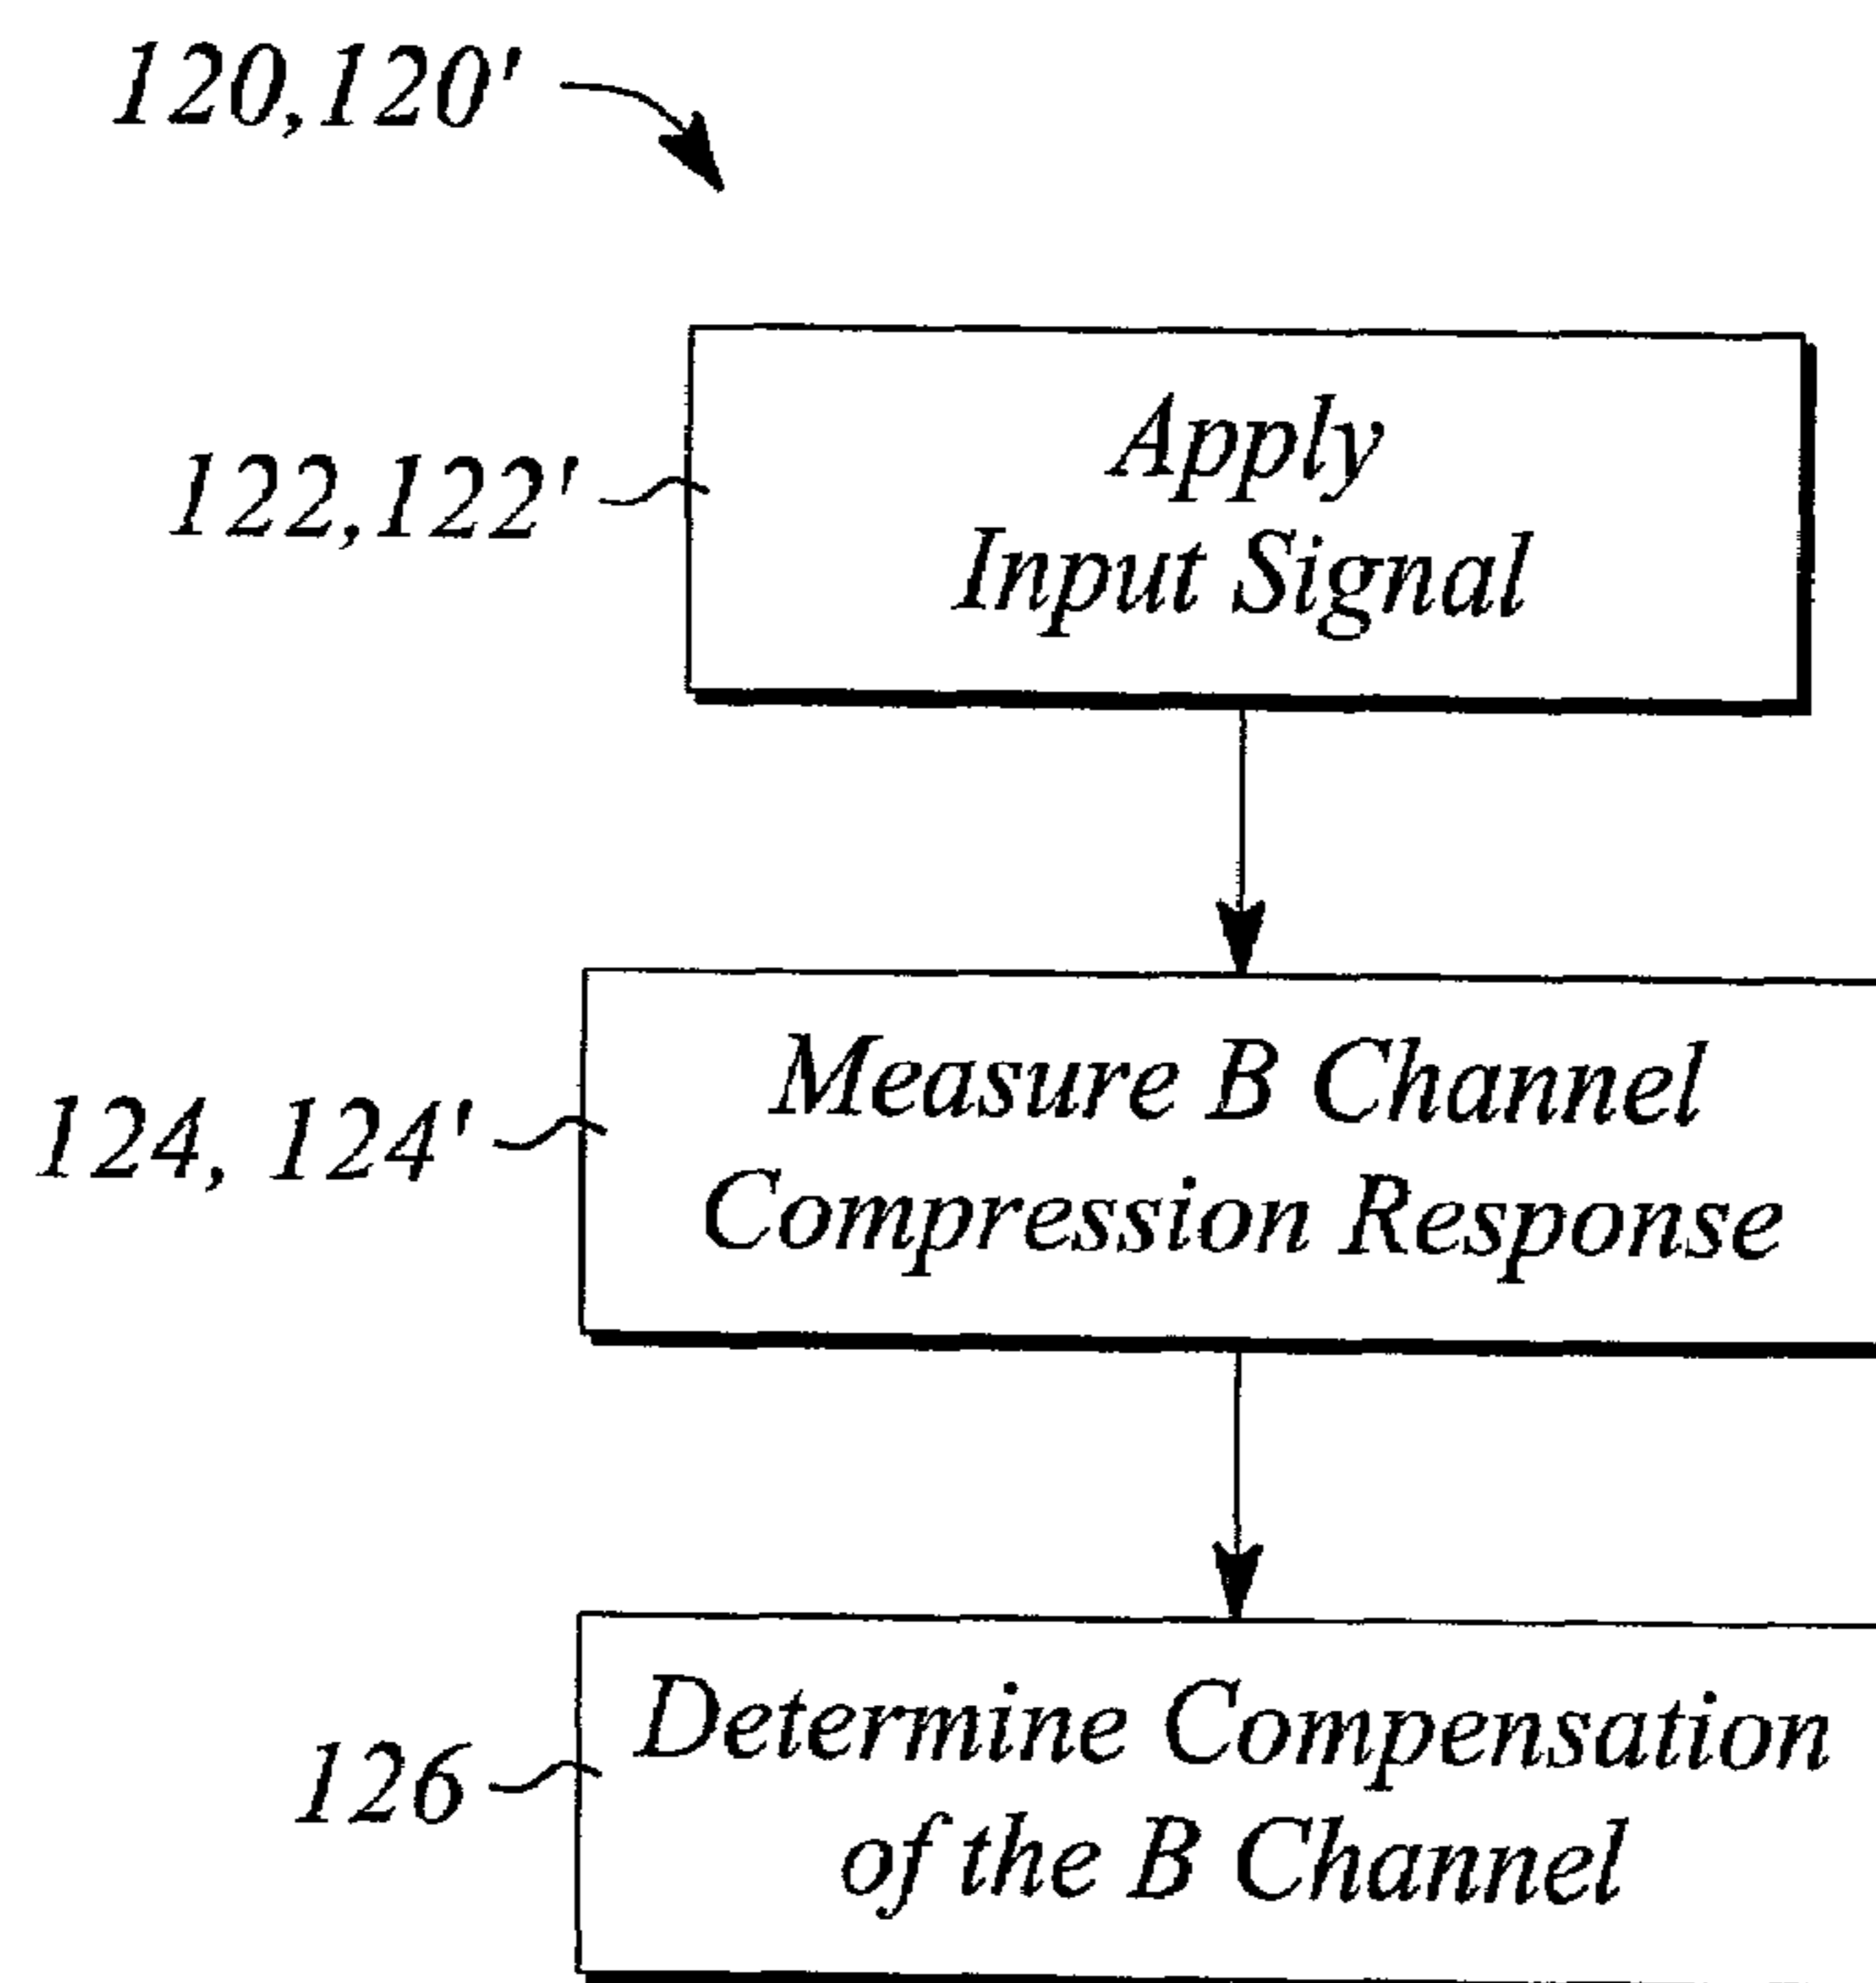 120,120'
122,122'
Apply
Input Signal
124, 124'
Measure B Channel
Compression Response
126
Determine Compensation
of the B Channel